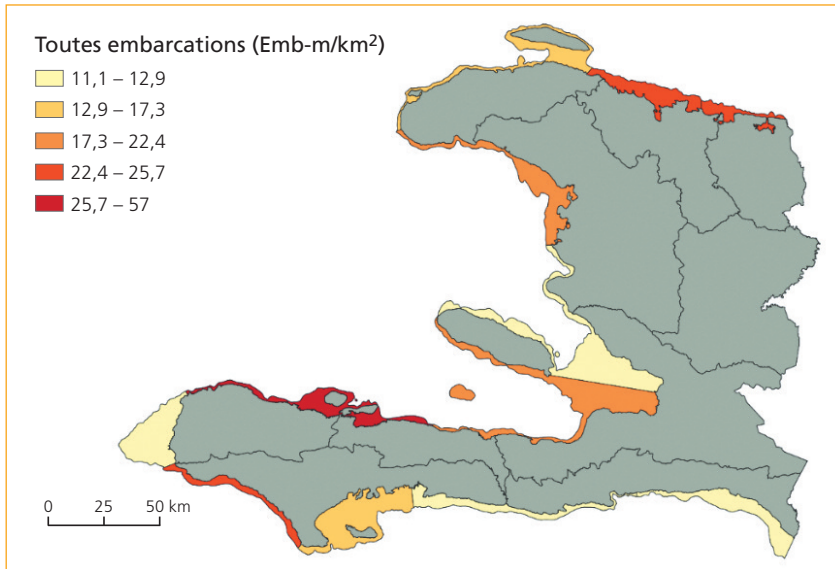 Toutes embarcations (Emb-m/km²)
11,1 – 12,9
12,9 – 17,3
17,3 – 22,4
22,4 – 25,7
25,7 – 57
0 25 50 km